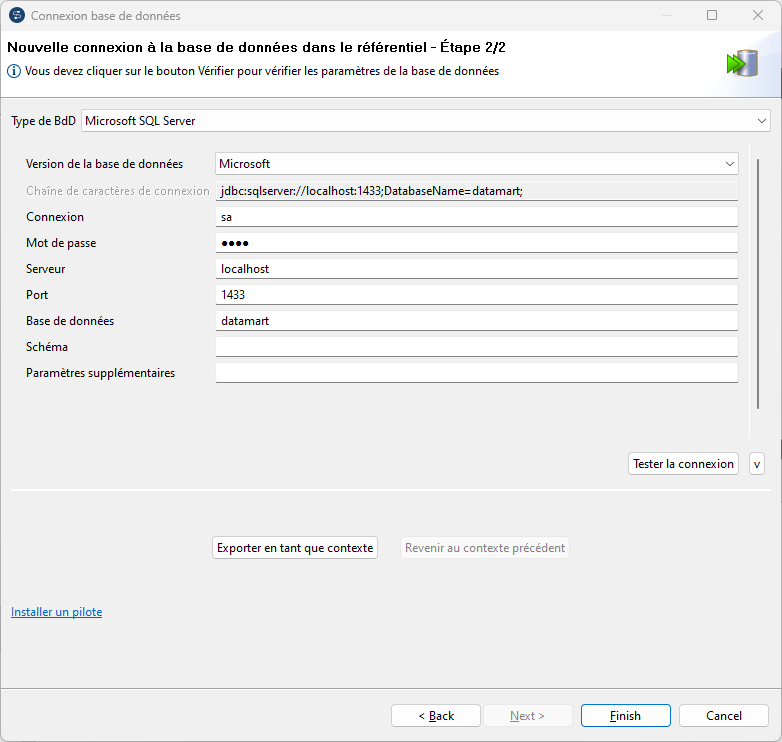 Connexion base de données
Nouvelle connexion à la base de données dans le référentiel - Étape 2/2
Vous devez cliquer sur le bouton Vérifier pour vérifier les paramètres de la base de données
Type de BdD Microsoft SQL Server
Version de la base de données Microsoft
Chaîne de caractères de connexion jdbc:sqlserver://localhost:1433;DatabaseName=datamart;
Connexion sa
Mot de passe ●●●●
Serveur localhost
Port 1433
Base de données datamart
Schéma
Paramètres supplémentaires
Tester la connexion v
Exporter en tant que contexte Revenir au contexte précédent
Installer un pilote
< Back Next > Finish Cancel